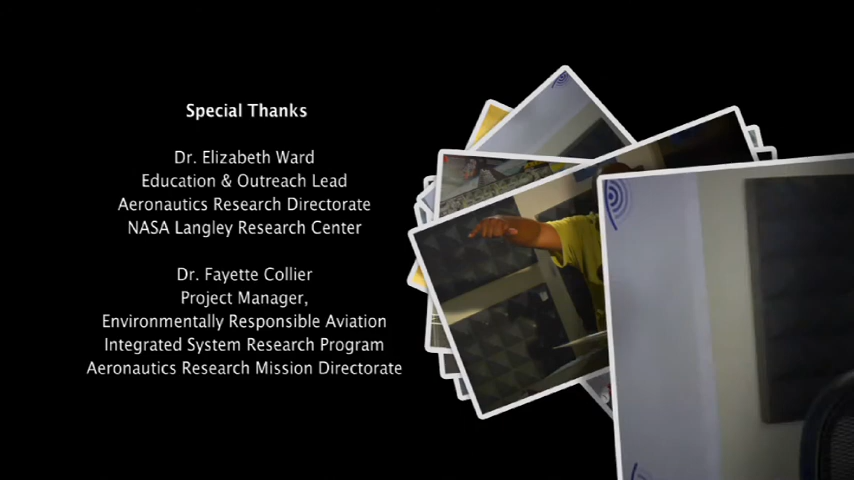 Special Thanks
Dr. Elizabeth Ward
Education & Outreach Lead
Aeronautics Research Directorate
NASA Langley Research Center
Dr. Fayette Collier
Project Manager,
Environmentally Responsible Aviation
Integrated System Research Program
Aeronautics Research Mission Directorate